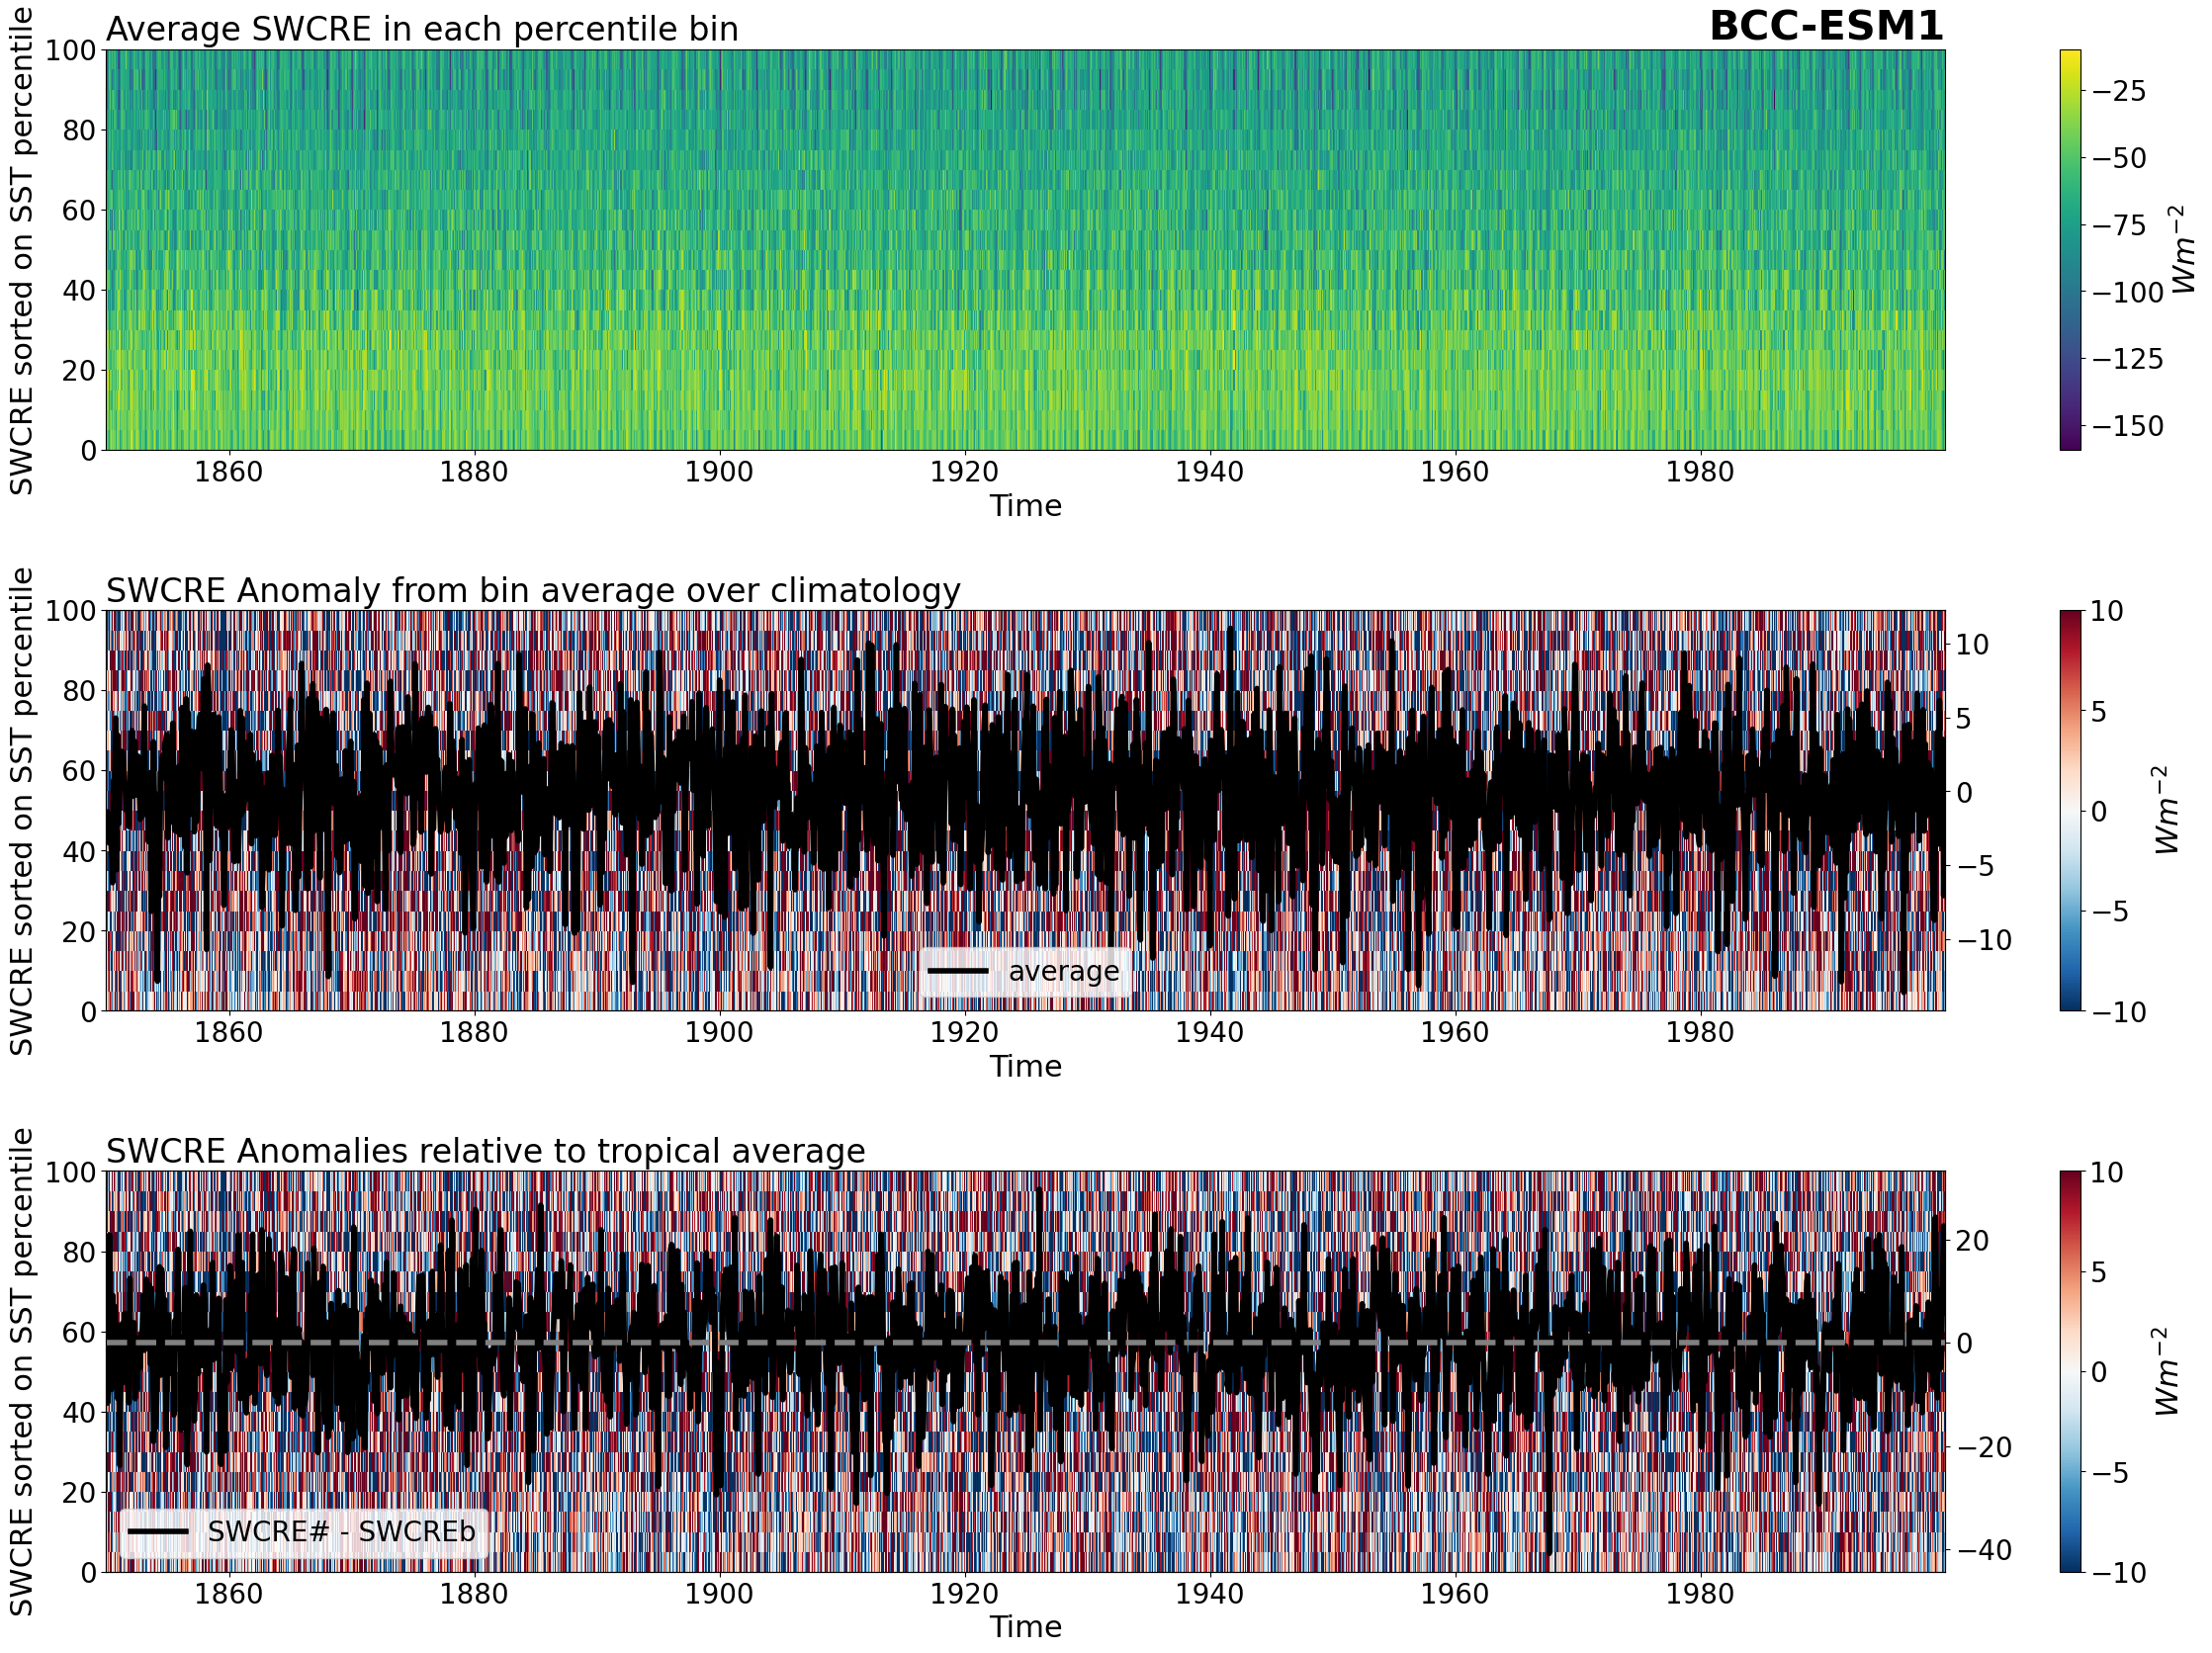 Average SWCRE in each percentile bin
BCC-ESM1
SWCRE sorted on SST percentile
100
80
60
40
20
0
1860 1880 1900 1920 1940 1960 1980
Time
−25
−50
−75
−100
−125
−150
Wm−2
SWCRE Anomaly from bin average over climatology
SWCRE sorted on SST percentile
100
80
60
40
20
0
1860 1880 1900 1920 1940 1960 1980
Time
average
10
5
0
−5
−10
10
5
0
−5
−10
Wm−2
SWCRE Anomalies relative to tropical average
SWCRE sorted on SST percentile
100
80
60
40
20
0
1860 1880 1900 1920 1940 1960 1980
Time
SWCRE# - SWCREb
20
0
−20
−40
10
5
0
−5
−10
Wm−2